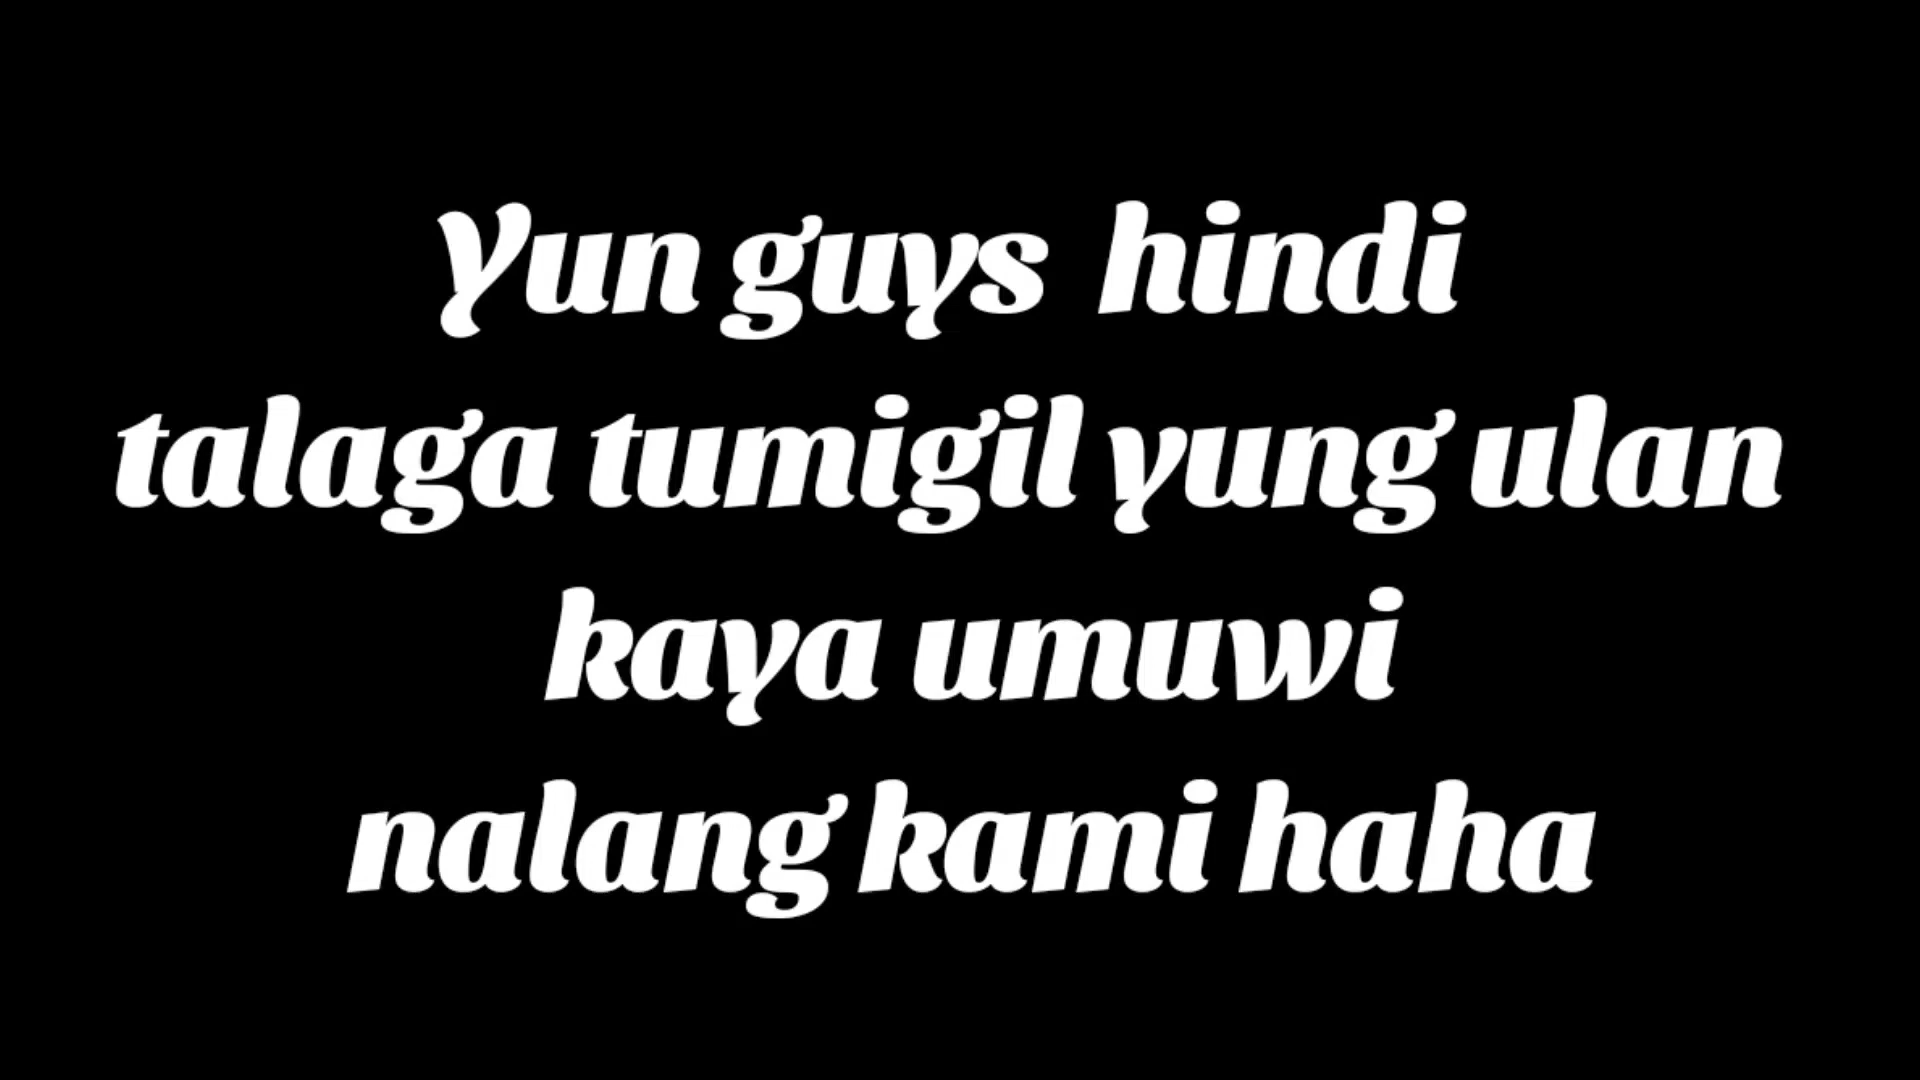 Yun guys  hindi
talaga tumigil yung ulan
kaya umuwi
nalang kami haha